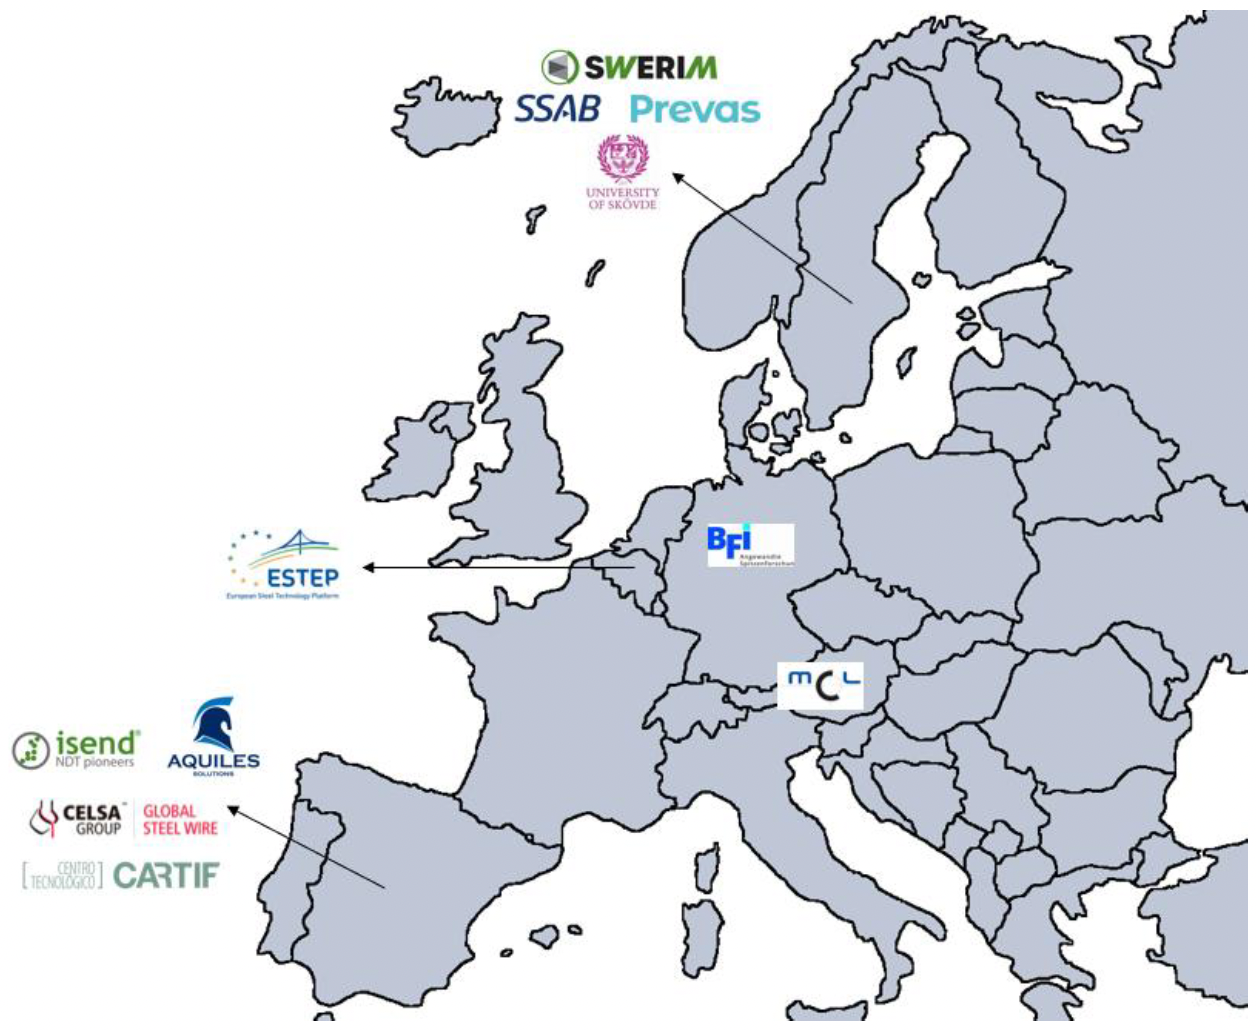 SWERIM
SSAB Prevas
UNIVERSITY
OF SKÖVDE
BFi
Angewandte
Spitzenforschung
ESTEP
European Steel Technology Platform
mCL
isend®
NDT pioneers
AQUILES
SOLUTIONS
CELSA™ GLOBAL
GROUP STEEL WIRE
[CENTRO
TECNOLÓGICO] CARTIF